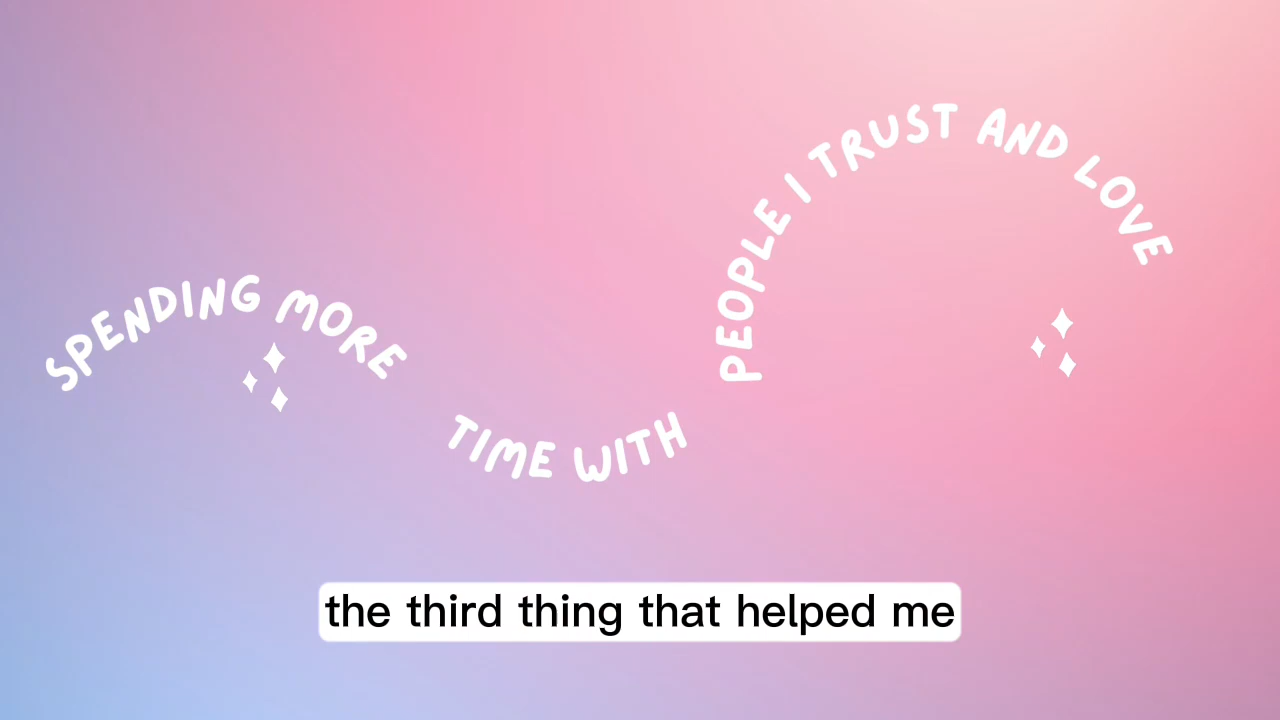 SPENDING MORE
TIME WITH
PEOPLE I TRUST AND LOVE
the third thing that helped me